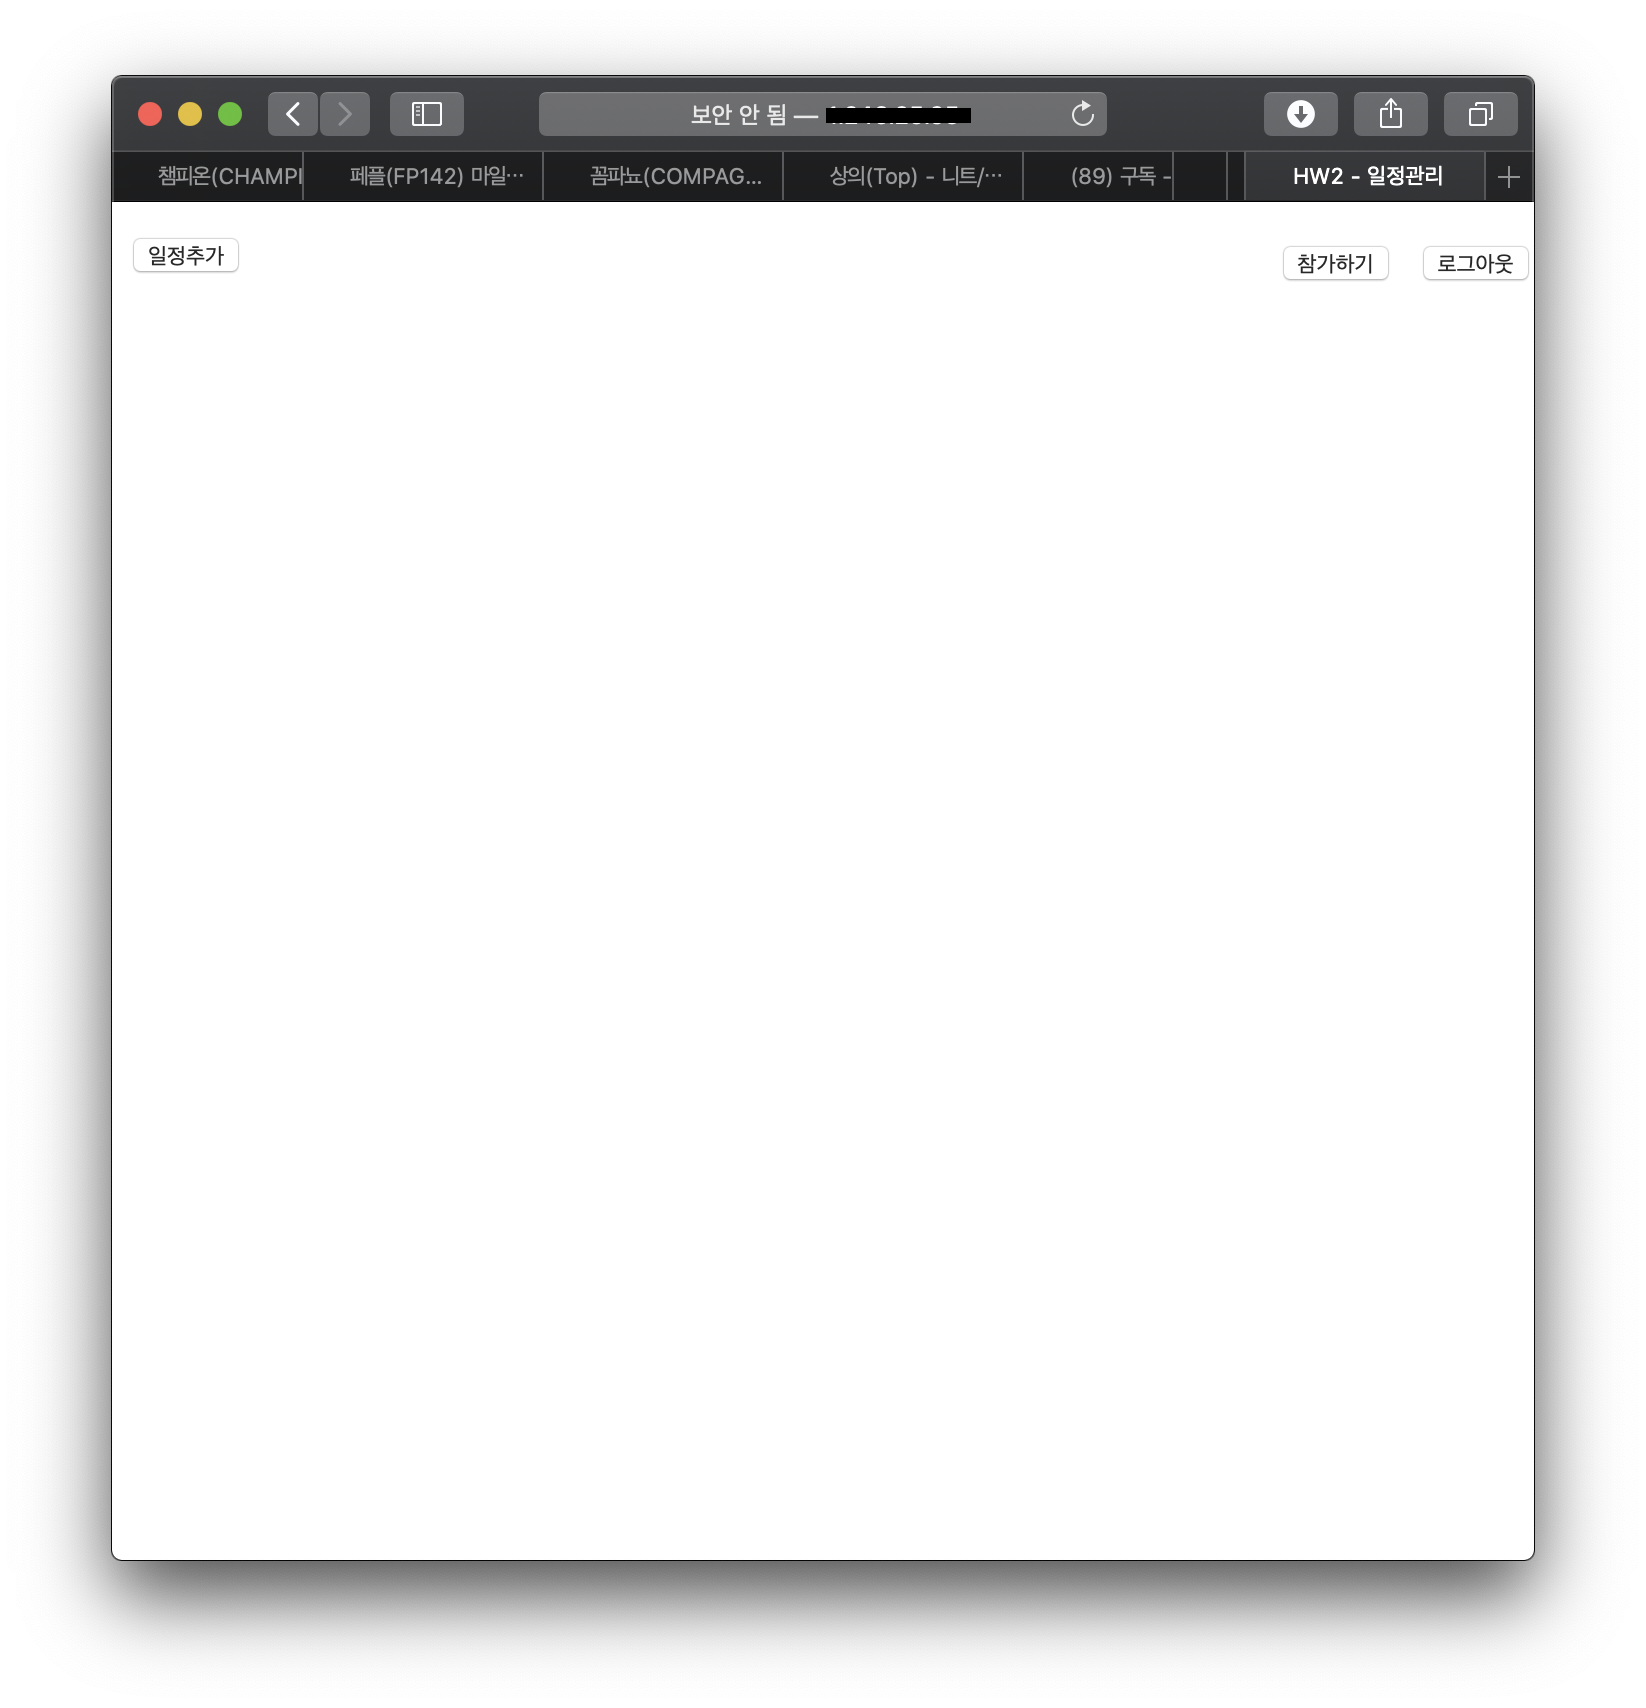 보안 안 됨 —
챔피온(CHAMPI
페플(FP142) 마일…
꼼파뇨(COMPAG...
상의(Top) - 니트/…
(89) 구독 -
HW2 - 일정관리
일정추가
참가하기
로그아웃